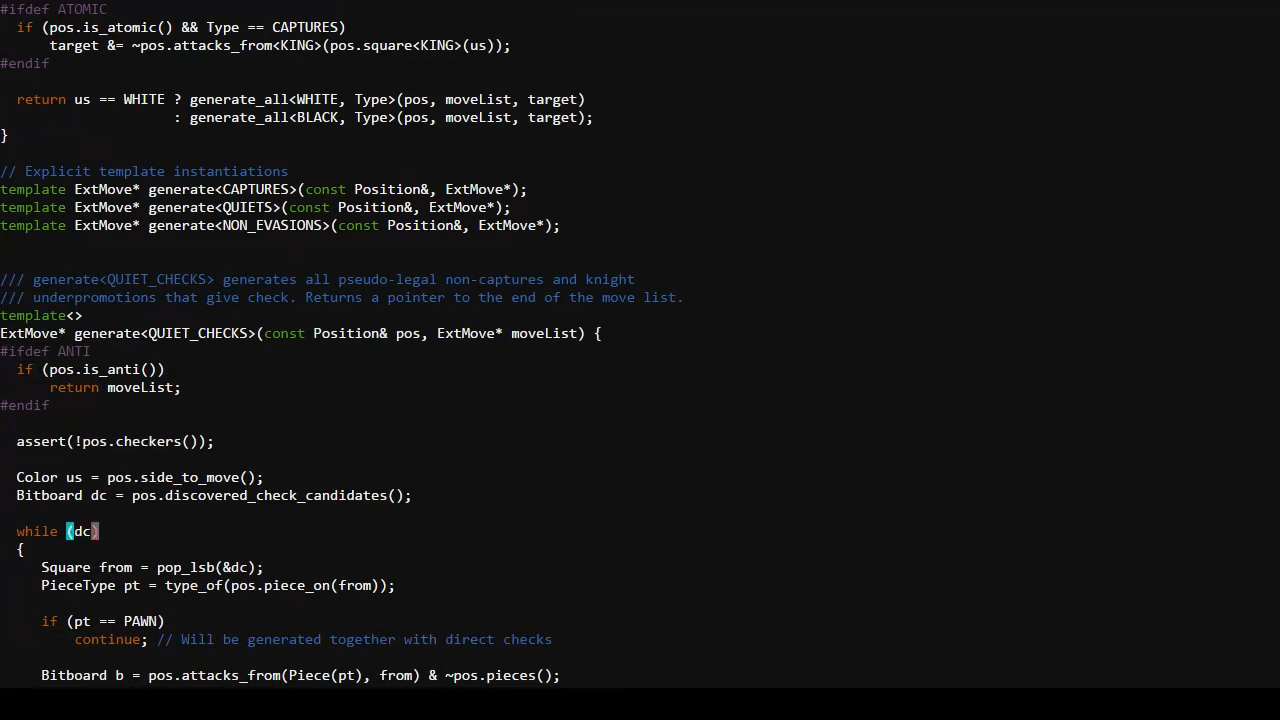 #ifdef ATOMIC
  if (pos.is_atomic() && Type == CAPTURES)
      target &= ~pos.attacks_from<KING>(pos.square<KING>(us));
#endif

  return us == WHITE ? generate_all<WHITE, Type>(pos, moveList, target)
                     : generate_all<BLACK, Type>(pos, moveList, target);
}

// Explicit template instantiations
template ExtMove* generate<CAPTURES>(const Position&, ExtMove*);
template ExtMove* generate<QUIETS>(const Position&, ExtMove*);
template ExtMove* generate<NON_EVASIONS>(const Position&, ExtMove*);


/// generate<QUIET_CHECKS> generates all pseudo-legal non-captures and knight
/// underpromotions that give check. Returns a pointer to the end of the move list.
template<>
ExtMove* generate<QUIET_CHECKS>(const Position& pos, ExtMove* moveList) {
#ifdef ANTI
  if (pos.is_anti())
      return moveList;
#endif

  assert(!pos.checkers());

  Color us = pos.side_to_move();
  Bitboard dc = pos.discovered_check_candidates();

  while (dc)
  {
     Square from = pop_lsb(&dc);
     PieceType pt = type_of(pos.piece_on(from));

     if (pt == PAWN)
         continue; // Will be generated together with direct checks

     Bitboard b = pos.attacks_from(Piece(pt), from) & ~pos.pieces();